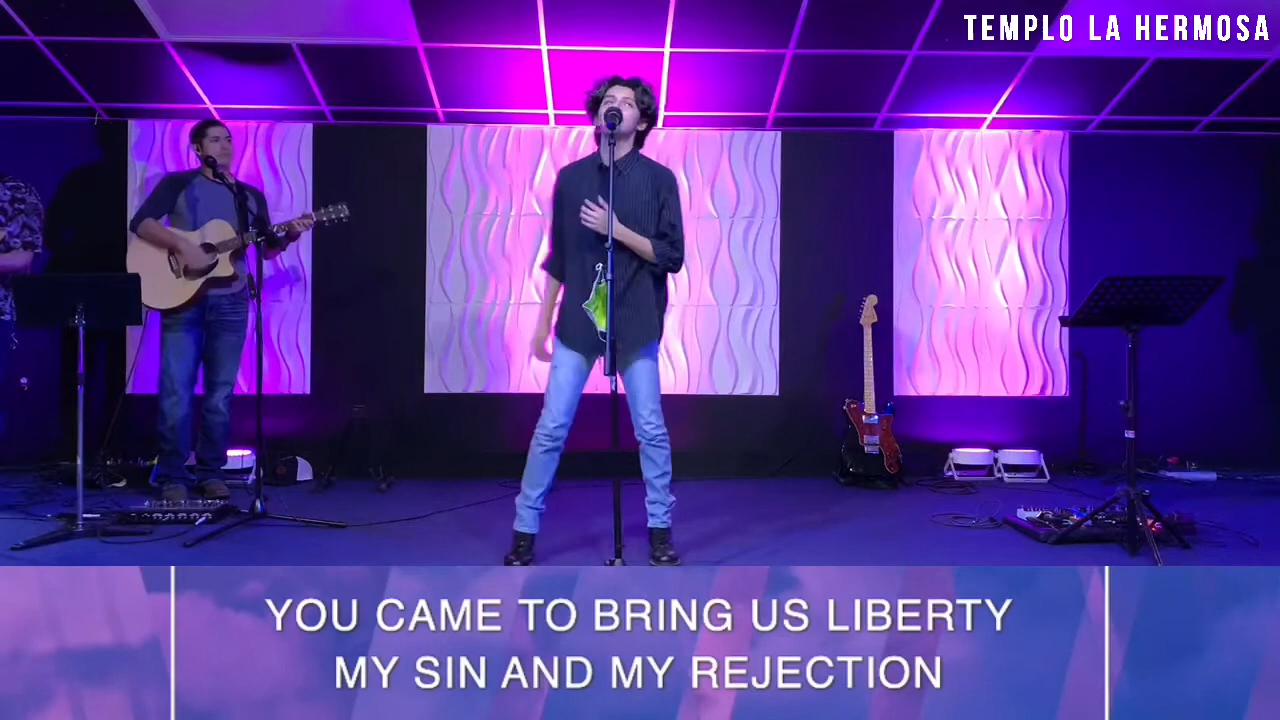 TEMPLO LA HERMOSA
YOU CAME TO BRING US LIBERTY
MY SIN AND MY REJECTION